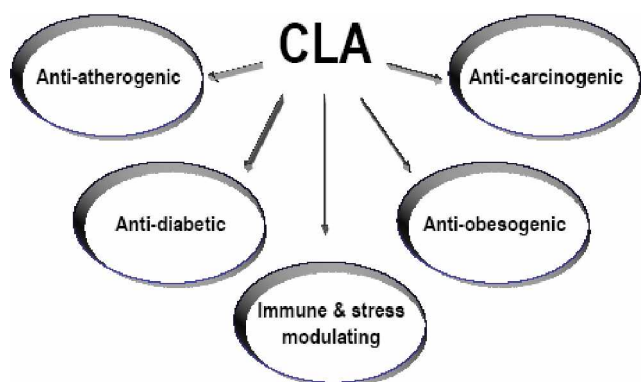 CLA
Anti-atherogenic
Anti-carcinogenic
Anti-diabetic
Anti-obesogenic
Immune & stress
modulating